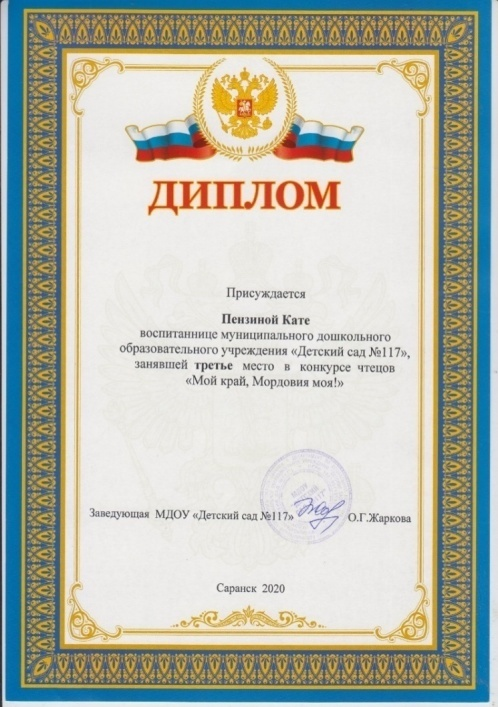 ДИПЛОМ
Присуждается
Пензиной Кате
воспитаннице муниципального дошкольного
образовательного учреждения «Детский сад №117»,
занявшей третье место в конкурсе чтецов
«Мой край, Мордовия моя!»
Заведующая МДОУ «Детский сад №117» О.Г.Жаркова
Саранск 2020